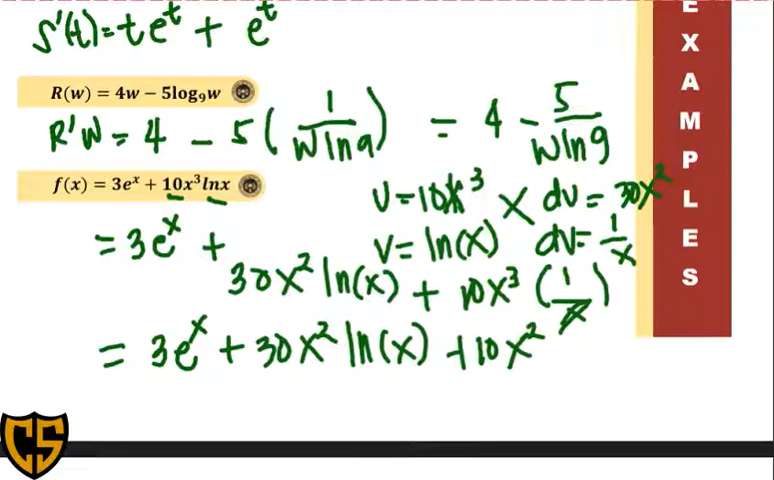 S'(t)=te^t + e^t
R(w) = 4w − 5log₉w
R'W = 4 − 5(1/(W ln 9)) = 4 − 5/(W ln 9)
f(x) = 3e^x + 10x³lnx
U=10x³ × du = 30x²
= 3e^x +
V= ln(x) dv= 1/x
30x² ln(x) + 10x³ (1/x)
= 3e^x + 30x² ln(x) + 10x²
E
X
A
M
P
L
E
S
CS